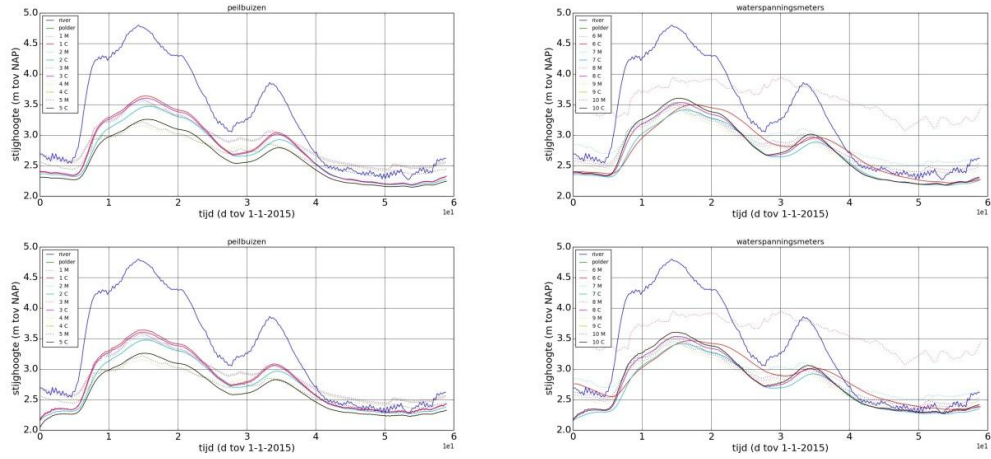 peilbuizen
stijghoogte (m tov NAP)
5.0
4.5
4.0
3.5
3.0
2.5
2.0
river
polder
1 M
1 C
2 M
2 C
3 M
3 C
4 M
4 C
5 M
5 C
0 1 2 3 4 5 6
1e1
tijd (d tov 1-1-2015)
waterspanningsmeters
stijghoogte (m tov NAP)
5.0
4.5
4.0
3.5
3.0
2.5
2.0
river
polder
6 M
6 C
7 M
7 C
8 M
8 C
9 M
9 C
10 M
10 C
0 1 2 3 4 5 6
1e1
tijd (d tov 1-1-2015)
peilbuizen
stijghoogte (m tov NAP)
5.0
4.5
4.0
3.5
3.0
2.5
2.0
river
polder
1 M
1 C
2 M
2 C
3 M
3 C
4 M
4 C
5 M
5 C
0 1 2 3 4 5 6
1e1
tijd (d tov 1-1-2015)
waterspanningsmeters
stijghoogte (m tov NAP)
5.0
4.5
4.0
3.5
3.0
2.5
2.0
river
polder
6 M
6 C
7 M
7 C
8 M
8 C
9 M
9 C
10 M
10 C
0 1 2 3 4 5 6
1e1
tijd (d tov 1-1-2015)